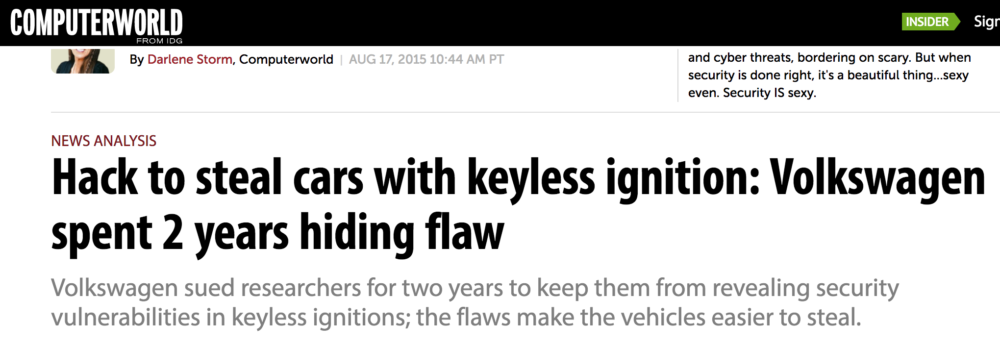 COMPUTERWORLD
FROM IDG
INSIDER
Sign
By Darlene Storm, Computerworld | AUG 17, 2015 10:44 AM PT
and cyber threats, bordering on scary. But when
security is done right, it's a beautiful thing...sexy
even. Security IS sexy.
NEWS ANALYSIS
Hack to steal cars with keyless ignition: Volkswagen
spent 2 years hiding flaw
Volkswagen sued researchers for two years to keep them from revealing security
vulnerabilities in keyless ignitions; the flaws make the vehicles easier to steal.